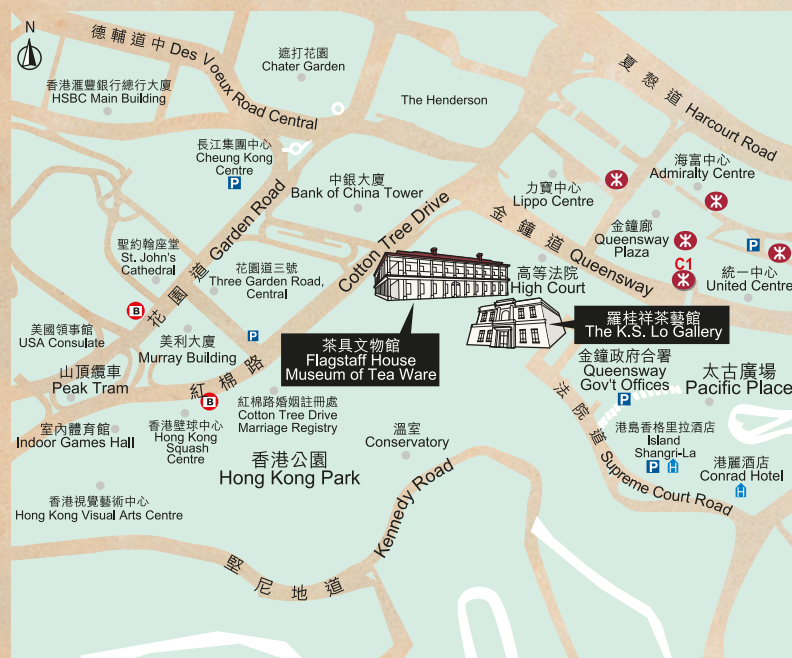 N
德輔道中 Des Voeux Road Central
遮打花園
Chater Garden
夏慤道 Harcourt Road
香港滙豐銀行總行大廈
HSBC Main Building
The Henderson
長江集團中心
Cheung Kong
Centre
P
中銀大廈
Bank of China Tower
力寶中心
Lippo Centre
海富中心
Admiralty Centre
金鐘道 Queensway
金鐘廊
Queensway
Plaza
C1
P
統一中心
United Centre
聖約翰座堂
St. John's
Cathedral
花園道 Garden Road
花園道三號
Three Garden Road,
Central
紅棉路 Cotton Tree Drive
高等法院
High Court
B
美國領事館
USA Consulate
美利大廈
Murray Building
P
茶具文物館
Flagstaff House
Museum of Tea Ware
羅桂祥茶藝館
The K.S. Lo Gallery
山頂纜車
Peak Tram
金鐘政府合署
Queensway
Gov't Offices
P
太古廣場
Pacific Place
B
室內體育館
Indoor Games Hall
香港壁球中心
Hong Kong
Squash
Centre
紅棉路婚姻註冊處
Cotton Tree Drive
Marriage Registry
溫室
Conservatory
法院道 Supreme Court Road
港島香格里拉酒店
Island
Shangri-La
P H
港麗酒店
Conrad Hotel
H
香港公園
Hong Kong Park
香港視覺藝術中心
Hong Kong Visual Arts Centre
堅尼地道 Kennedy Road